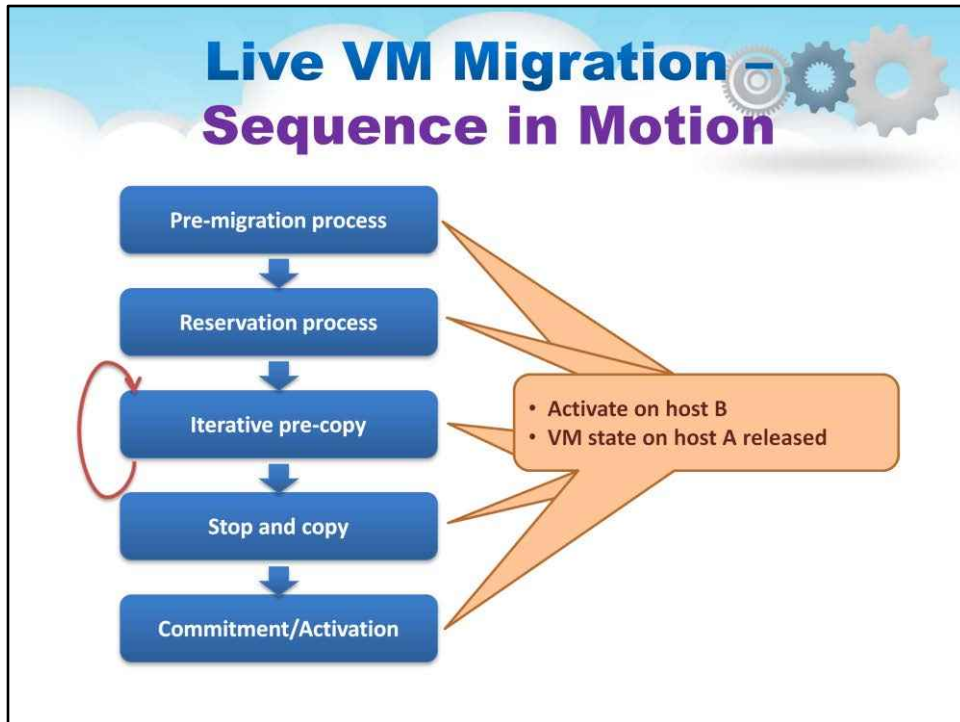 Live VM Migration –
Sequence in Motion
Pre-migration process
Reservation process
Iterative pre-copy
• Activate on host B
• VM state on host A released
Stop and copy
Commitment/Activation